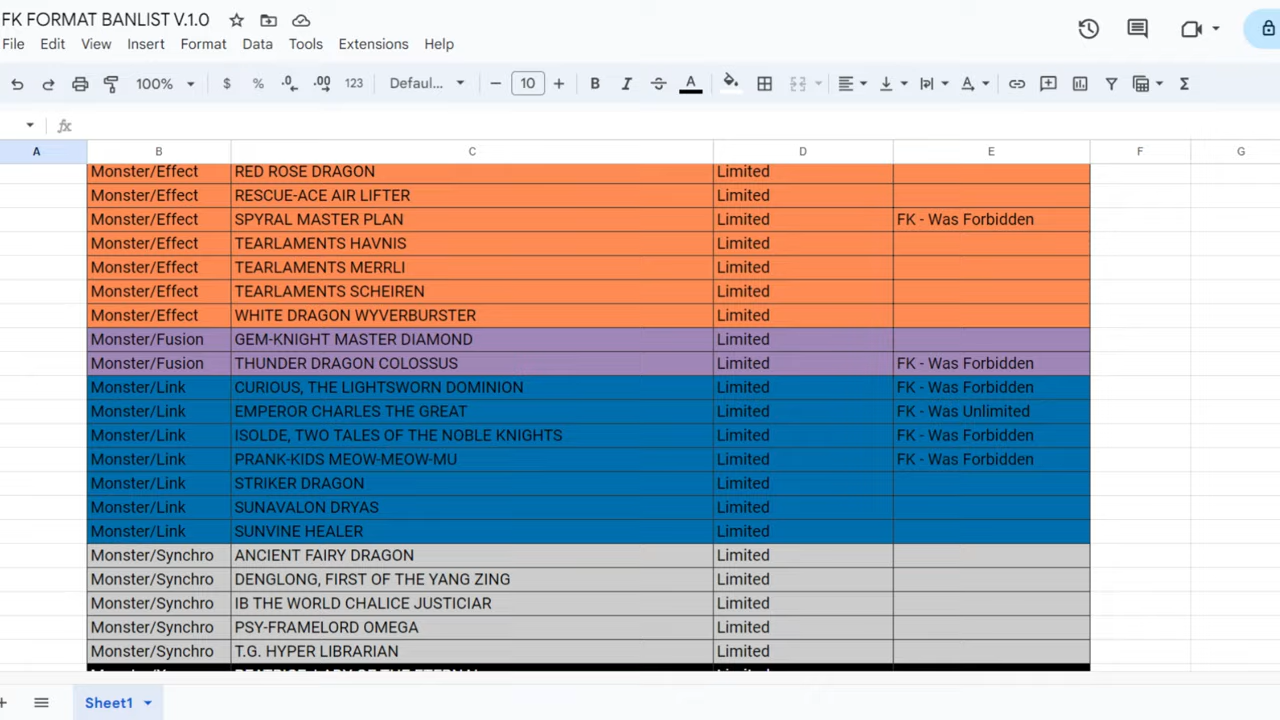 FK FORMAT BANLIST V.1.0
File Edit View Insert Format Data Tools Extensions Help
100% $ % .0 .00 123 Defaul... 10 B I A
fx
A B C D E F G
Monster/Effect RED ROSE DRAGON Limited
Monster/Effect RESCUE-ACE AIR LIFTER Limited
Monster/Effect SPYRAL MASTER PLAN Limited FK - Was Forbidden
Monster/Effect TEARLAMENTS HAVNIS Limited
Monster/Effect TEARLAMENTS MERRLI Limited
Monster/Effect TEARLAMENTS SCHEIREN Limited
Monster/Effect WHITE DRAGON WYVERBURSTER Limited
Monster/Fusion GEM-KNIGHT MASTER DIAMOND Limited
Monster/Fusion THUNDER DRAGON COLOSSUS Limited FK - Was Forbidden
Monster/Link CURIOUS, THE LIGHTSWORN DOMINION Limited FK - Was Forbidden
Monster/Link EMPEROR CHARLES THE GREAT Limited FK - Was Unlimited
Monster/Link ISOLDE, TWO TALES OF THE NOBLE KNIGHTS Limited FK - Was Forbidden
Monster/Link PRANK-KIDS MEOW-MEOW-MU Limited FK - Was Forbidden
Monster/Link STRIKER DRAGON Limited
Monster/Link SUNAVALON DRYAS Limited
Monster/Link SUNVINE HEALER Limited
Monster/Synchro ANCIENT FAIRY DRAGON Limited
Monster/Synchro DENGLONG, FIRST OF THE YANG ZING Limited
Monster/Synchro IB THE WORLD CHALICE JUSTICIAR Limited
Monster/Synchro PSY-FRAMELORD OMEGA Limited
Monster/Synchro T.G. HYPER LIBRARIAN Limited
Sheet1